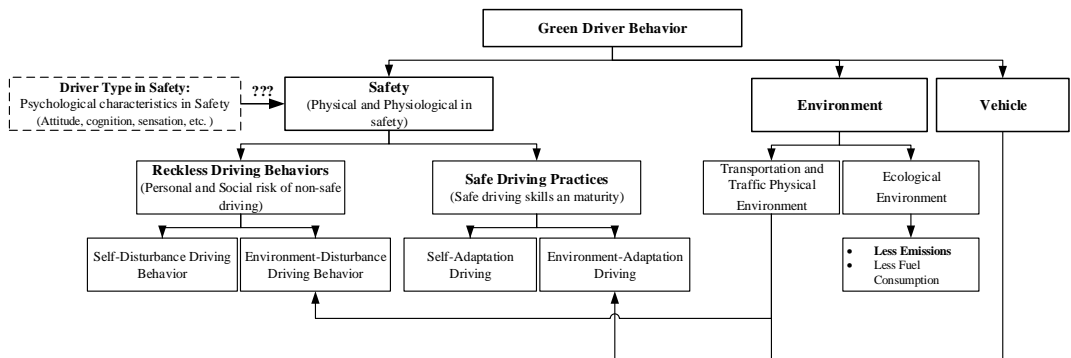 Green Driver Behavior
Driver Type in Safety:
Psychological characteristics in Safety
(Attitude, cognition, sensation, etc. )
???
Safety
(Physical and Physiological in
safety)
Environment
Vehicle
Reckless Driving Behaviors
(Personal and Social risk of non-safe
driving)
Safe Driving Practices
(Safe driving skills an maturity)
Transportation and
Traffic Physical
Environment
Ecological
Environment
Self-Disturbance Driving
Behavior
Environment-Disturbance
Driving Behavior
Self-Adaptation
Driving
Environment-Adaptation
Driving
• Less Emissions
• Less Fuel
Consumption